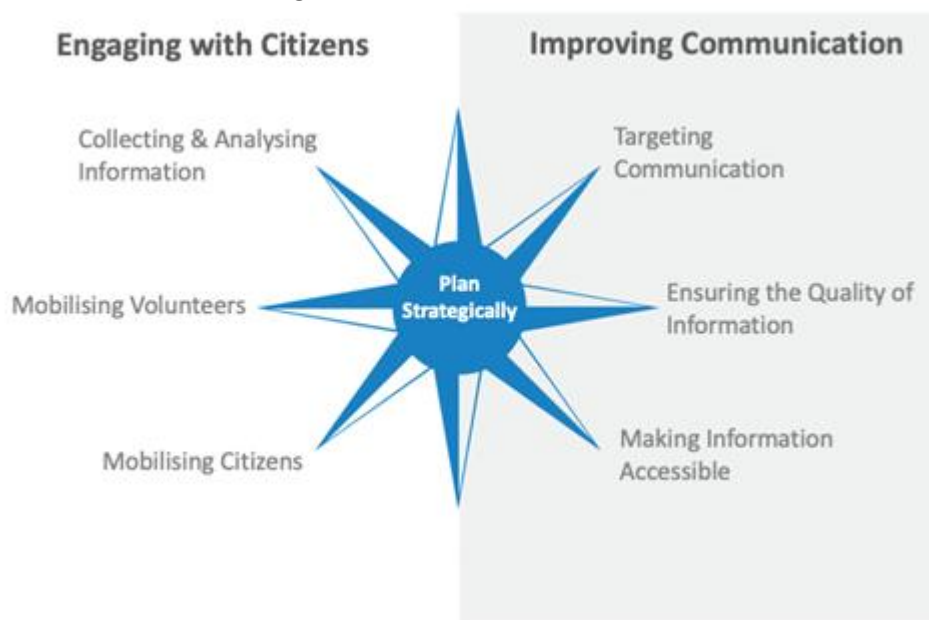 Engaging with Citizens
Collecting & Analysing
Information
Mobilising Volunteers
Mobilising Citizens
Plan
Strategically
Improving Communication
Targeting
Communication
Ensuring the Quality of
Information
Making Information
Accessible